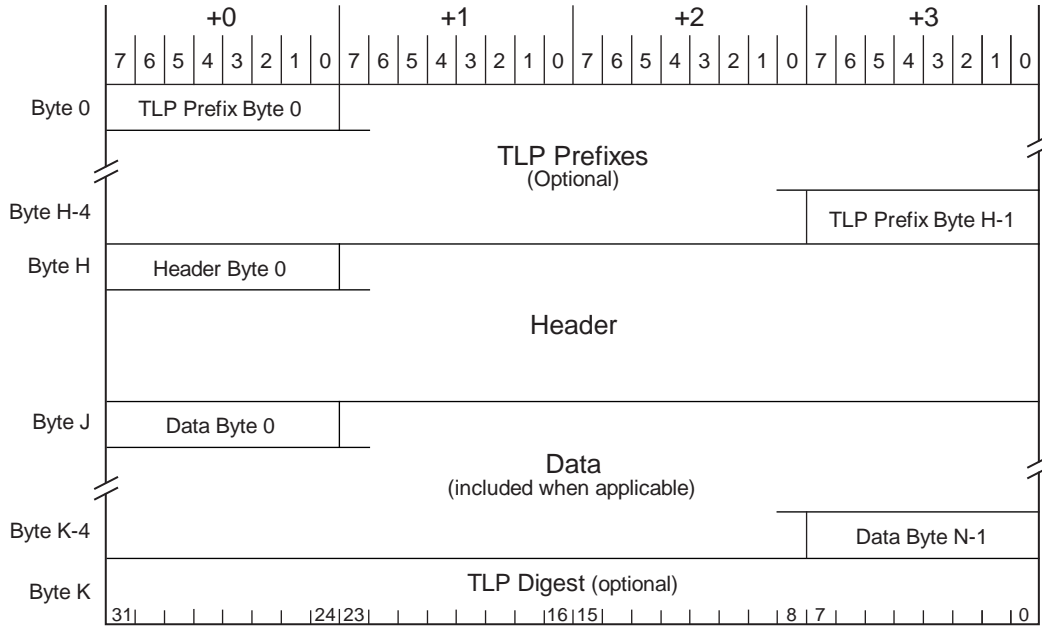 +0 +1 +2 +3
7 6 5 4 3 2 1 0 7 6 5 4 3 2 1 0 7 6 5 4 3 2 1 0 7 6 5 4 3 2 1 0
Byte 0 TLP Prefix Byte 0
TLP Prefixes
(Optional)
Byte H-4 TLP Prefix Byte H-1
Byte H Header Byte 0
Header
Byte J Data Byte 0
Data
(included when applicable)
Byte K-4 Data Byte N-1
TLP Digest (optional)
Byte K
31 24 23 16 15 8 7 0